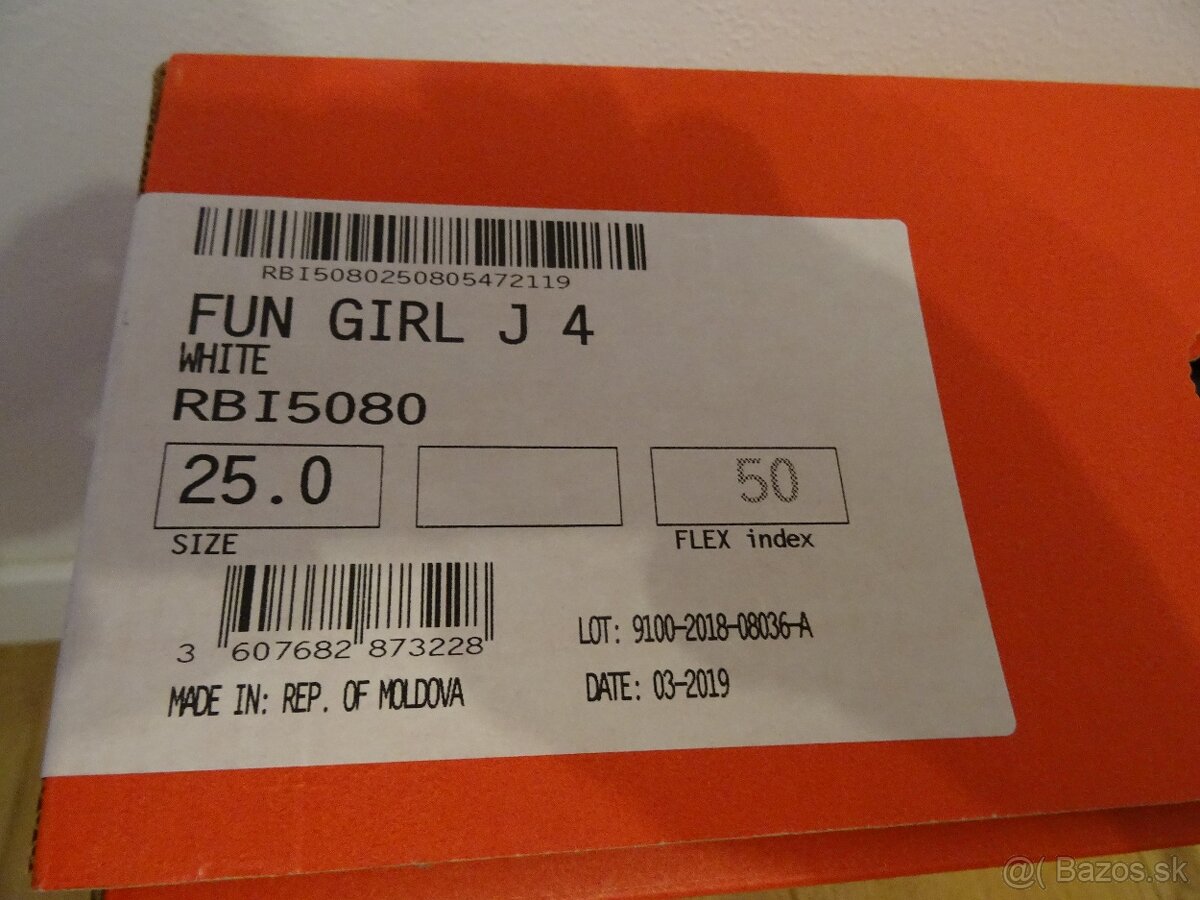 RBI5080250805472119
FUN GIRL J 4
WHITE
RBI5080
25.0
50
SIZE
FLEX index
3 607682 873228
LOT: 9100-2018-08036-A
MADE IN: REP. OF MOLDOVA
DATE: 03-2019
@( Bazos.sk